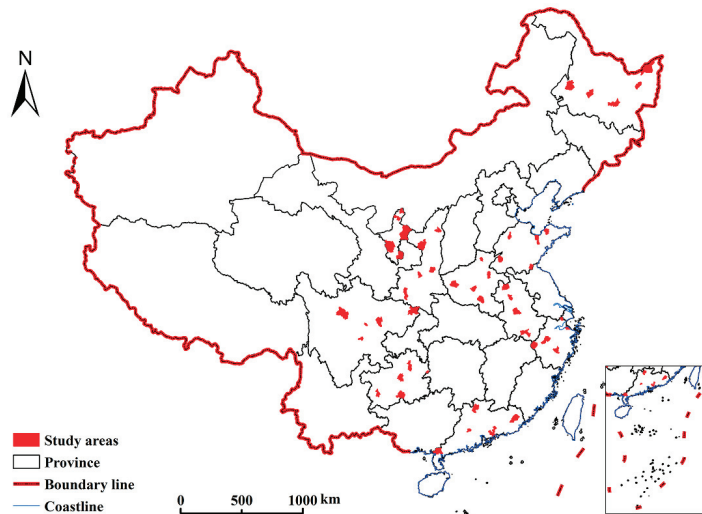 N
Study areas
Province
Boundary line
Coastline
0 500 1000 km